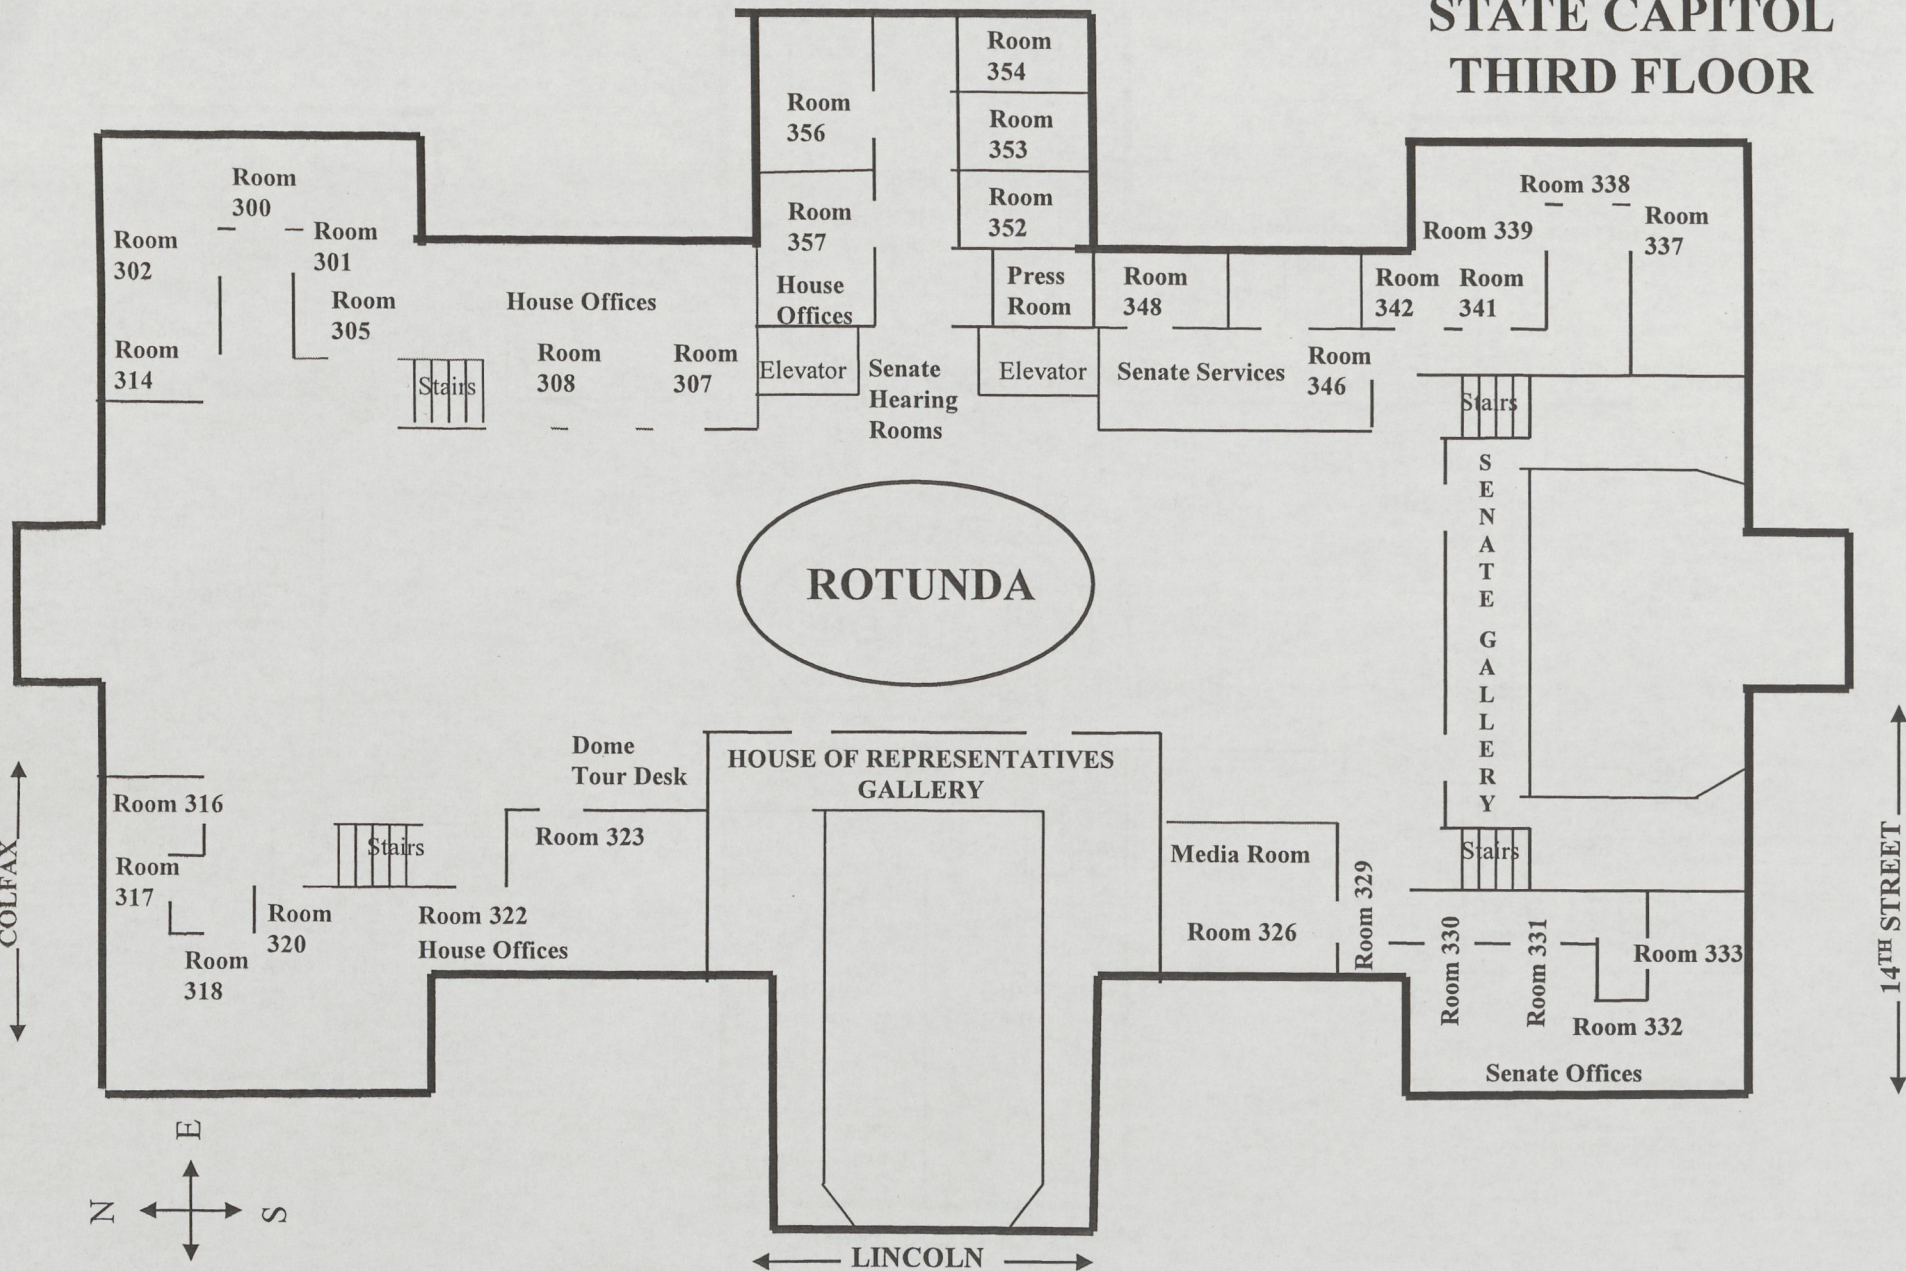 STATE CAPITOL
THIRD FLOOR
Room
354
Room
356
Room
353
Room
352
Room
357
House
Offices
Press
Room
Room
300
Room
302
Room
301
Room
305
Room
314
House Offices
Stairs
Room
308
Room
307
Elevator
Senate
Hearing
Rooms
Elevator
Room
348
Senate Services
Room
346
Room
342
Room
341
Room 339
Room 338
Room
337
Stairs
SENATE GALLERY
ROTUNDA
Dome
Tour Desk
HOUSE OF REPRESENTATIVES
GALLERY
Room 316
Room
317
Room
318
Room
320
Stairs
Room 322
House Offices
Room 323
Media Room
Room 326
Room 329
Stairs
Room 330
Room 331
Room 333
Room 332
Senate Offices
COLFAX
14TH STREET
E
N
S
LINCOLN